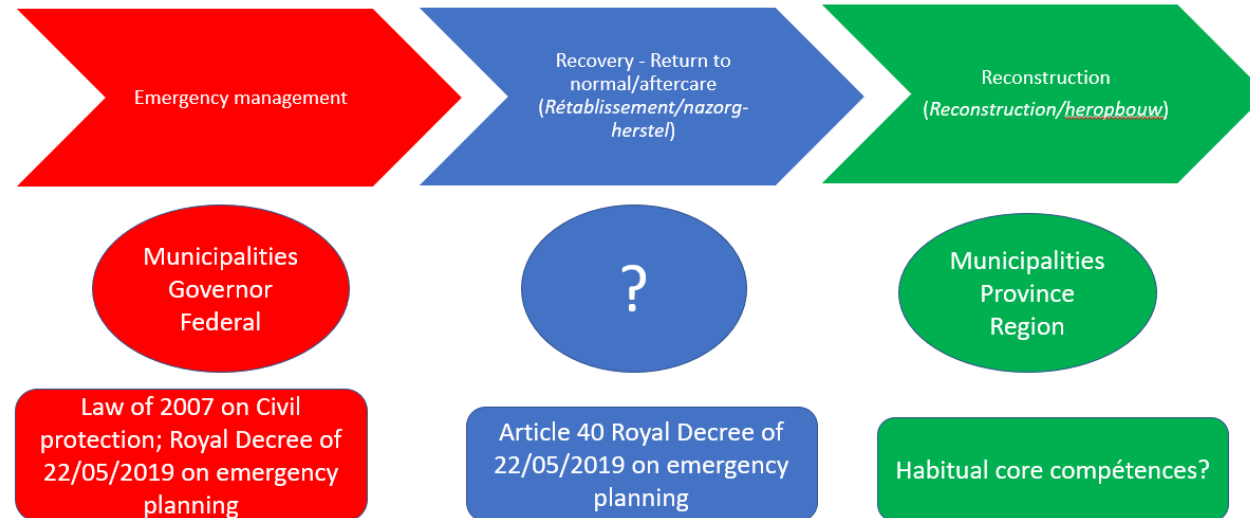 Emergency management
Recovery - Return to
normal/aftercare
(Rétablissement/nazorg-
herstel)
Reconstruction
(Reconstruction/heropbouw)
Municipalities
Governor
Federal
?
Municipalities
Province
Region
Law of 2007 on Civil
protection; Royal Decree of
22/05/2019 on emergency
planning
Article 40 Royal Decree of
22/05/2019 on emergency
planning
Habitual core compétences?